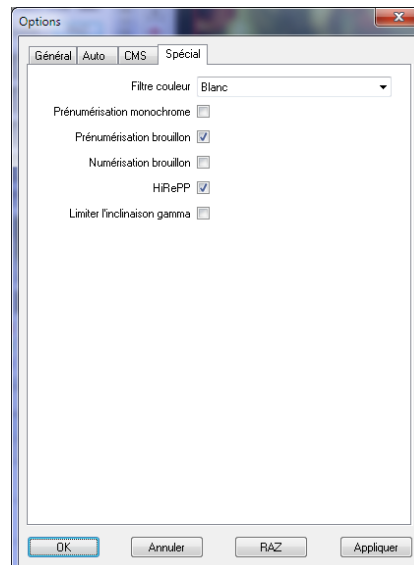 Options
Général Auto CMS Spécial
Filtre couleur Blanc
Prénumérisation monochrome
Prénumérisation brouillon
Numérisation brouillon
HiRePP
Limiter l'inclinaison gamma
OK Annuler RAZ Appliquer